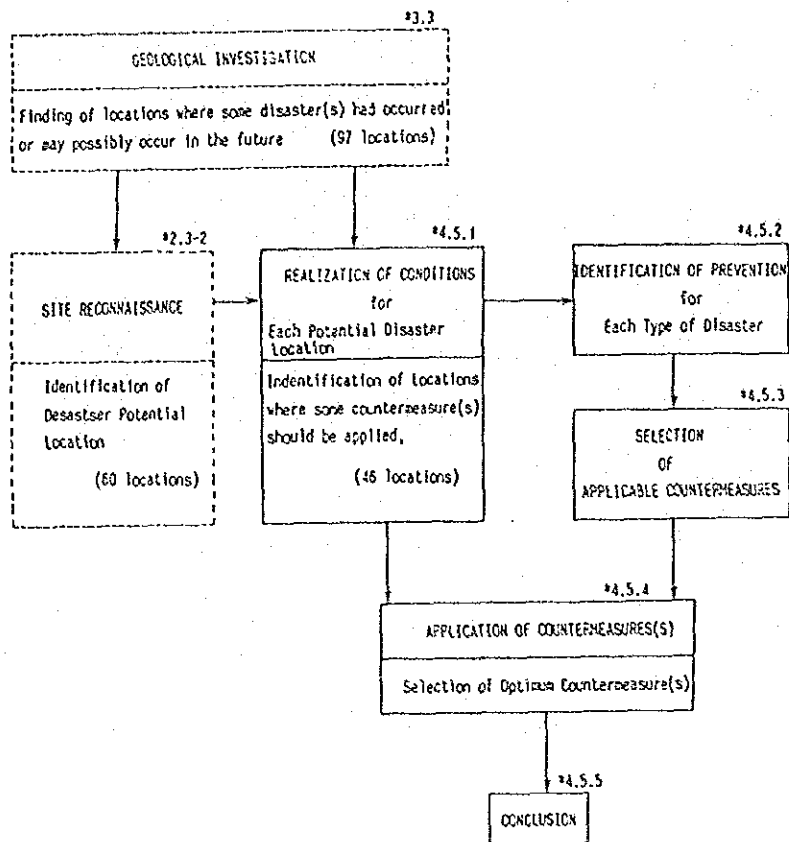 *3.3
GEOLOGICAL INVESTIGATION
Finding of locations where some disaster(s) had occurred
or may possibly occur in the future (97 locations)
*2.3-2
SITE RECONNAISSANCE
Identification of
Desastser Potential
Location
(60 locations)
*4.5.1
REALIZATION OF CONDITIONS
for
Each Potential Disaster
Location
Indentification of locations
where some countermeasure(s)
should be applied,
(46 locations)
*4.5.2
IDENTIFICATION OF PREVENTION
for
Each Type of Disaster
*4.5.3
SELECTION
OF
APPLICABLE COUNTERMEASURES
*4.5.4
APPLICATION OF COUNTERMEASURES(S)
Selection of Optimum Countermeasure(s)
*4.5.5
CONCLUSION